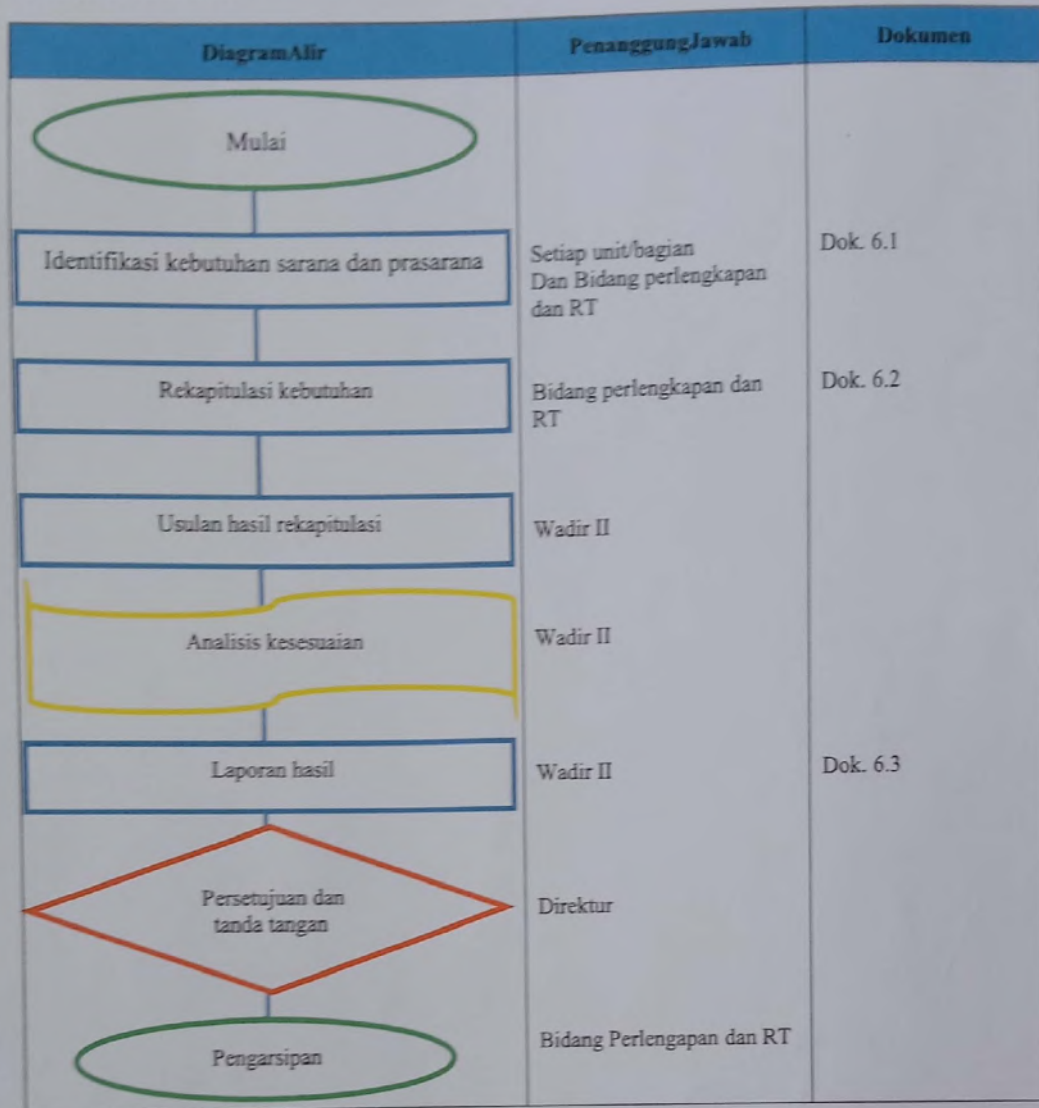 DiagramAlir
PenanggungJawab
Dokumen
Mulai
Identifikasi kebutuhan sarana dan prasarana
Setiap unit/bagian
Dan Bidang perlengkapan
dan RT
Dok. 6.1
Rekapitulasi kebutuhan
Bidang perlengkapan dan
RT
Dok. 6.2
Usulan hasil rekapitulasi
Wadir II
Analisis kesesuaian
Wadir II
Laporan hasil
Wadir II
Dok. 6.3
Persetujuan dan
tanda tangan
Direktur
Pengarsipan
Bidang Perlengapan dan RT